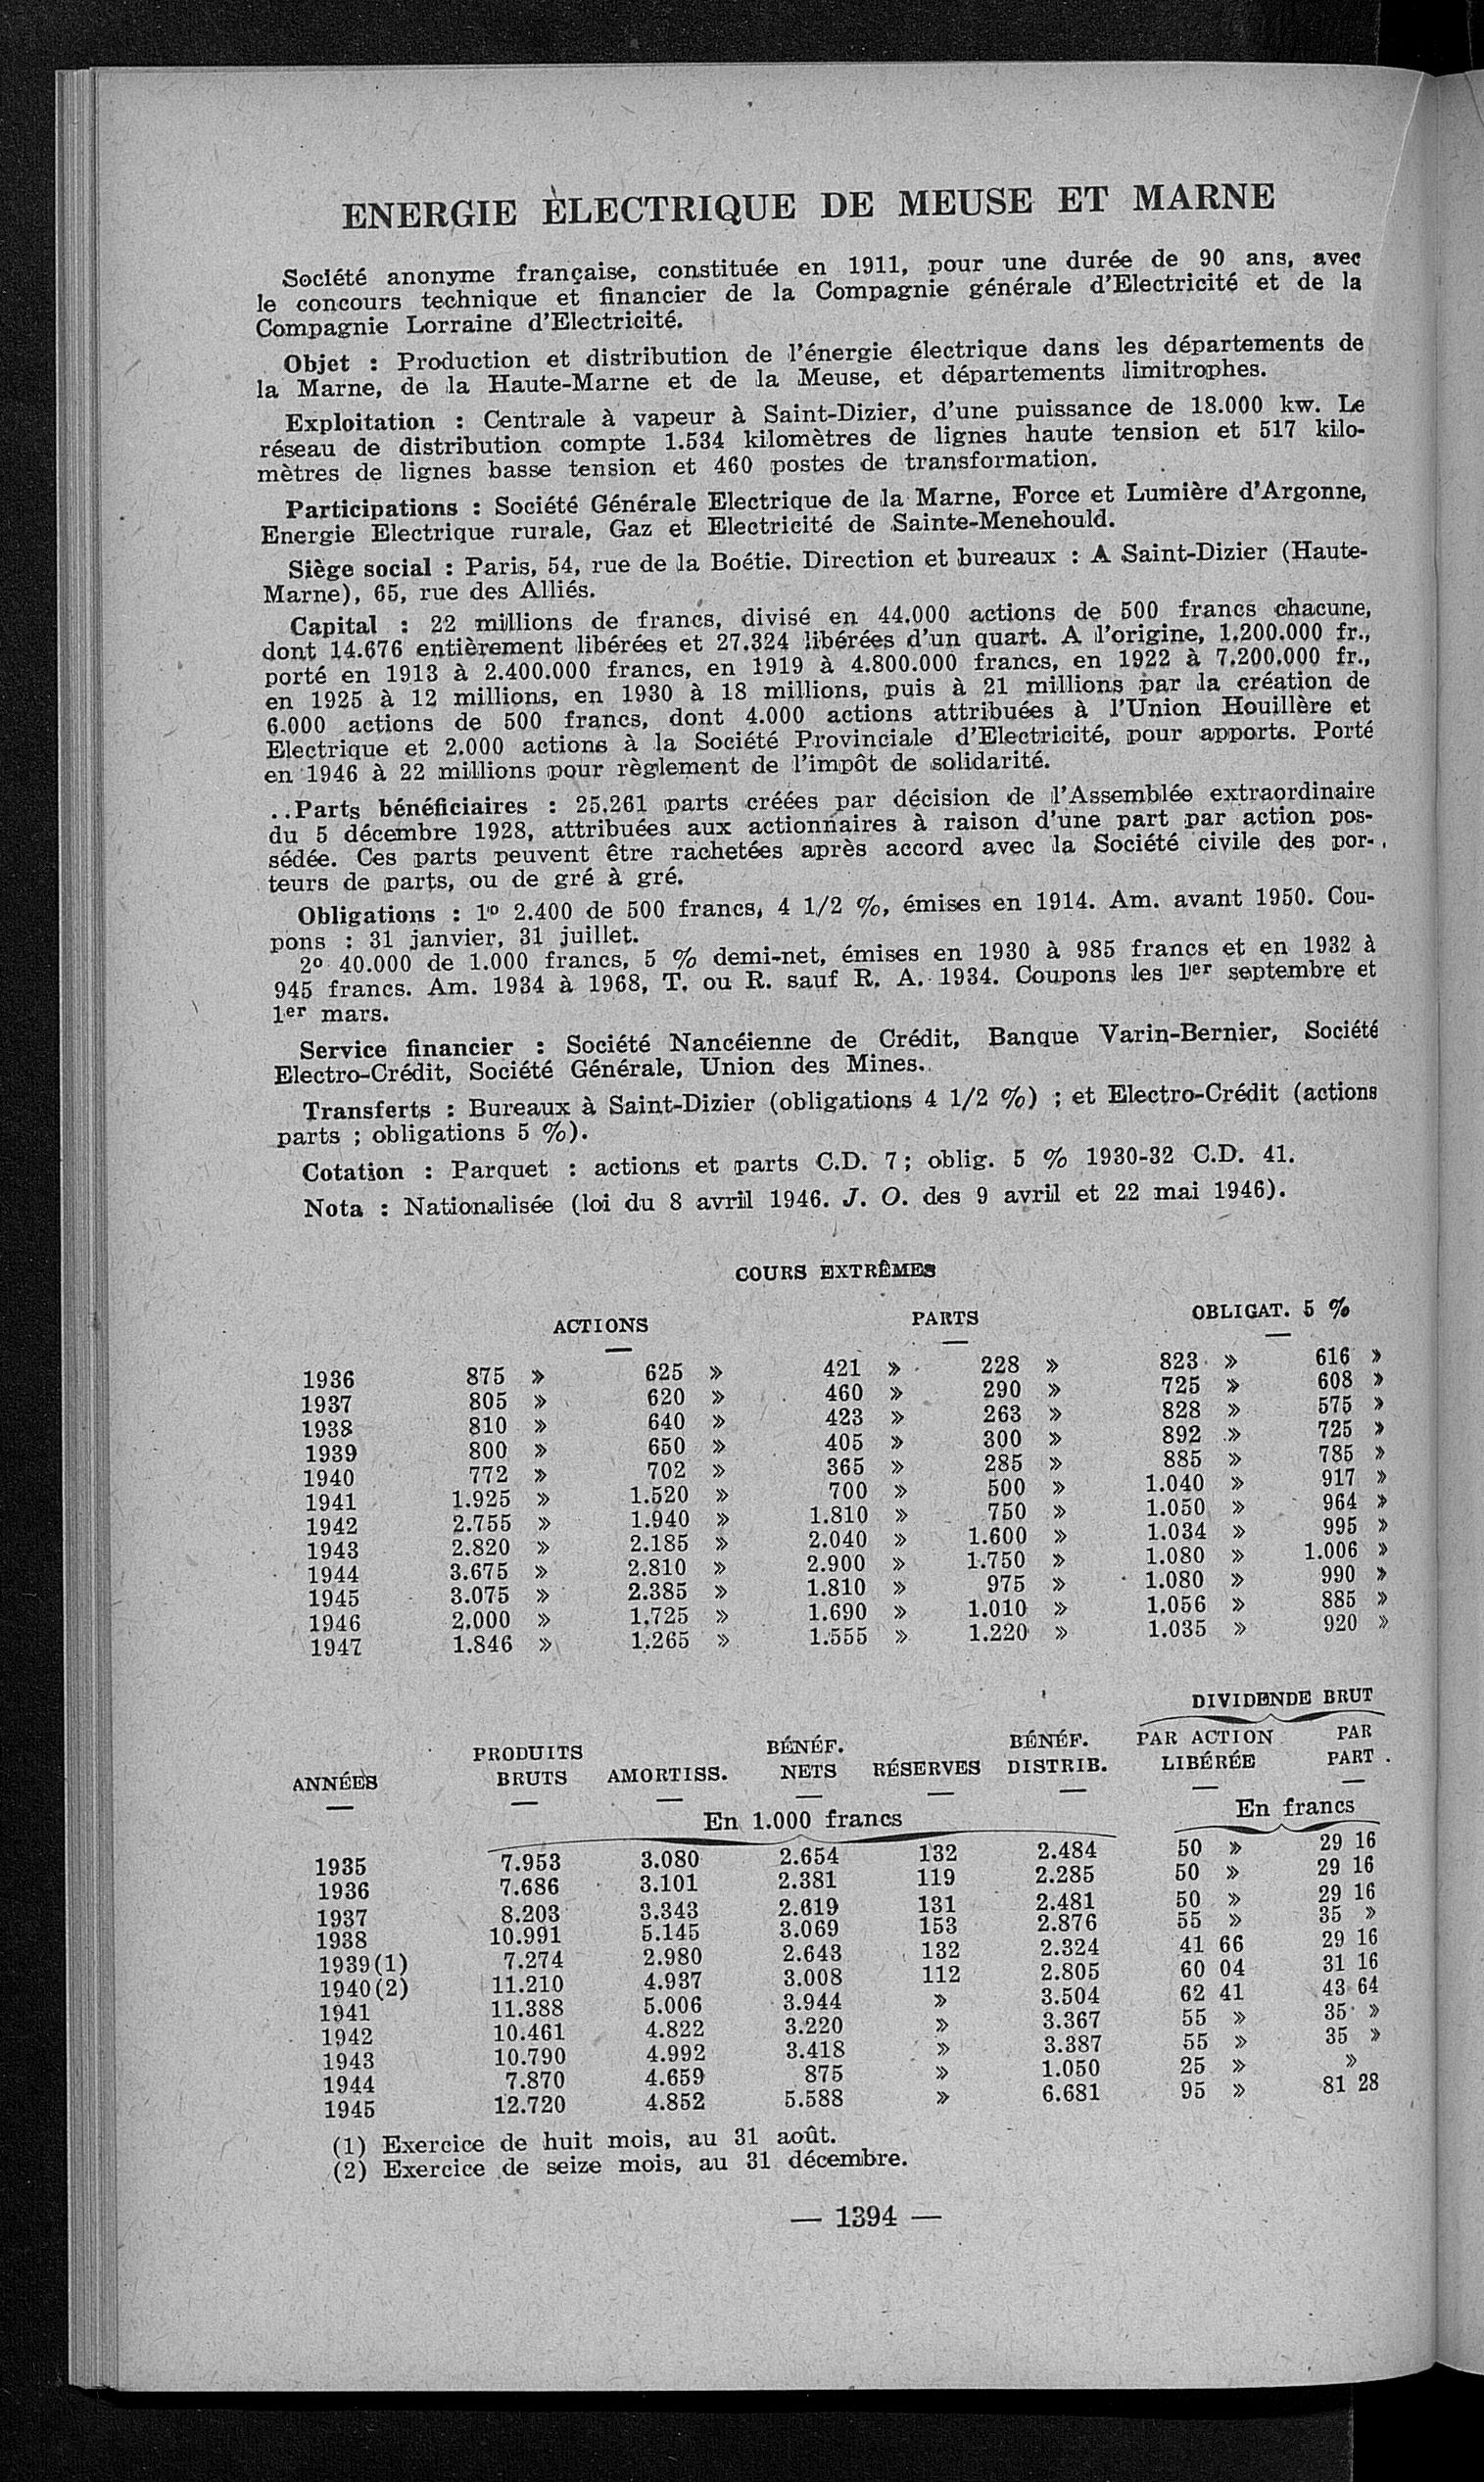 ENERGIE ÈLECTRIQUE DE MEUSE ET MARNE
Société anonyme française, constituée en 1911, pour une durée de 90 ans, avec
le concours technique et financier de la Compagnie générale d'Electricité et de la
Compagnie Lorraine d'Electricité.
Objet : Production et distribution de l'énergie électrique dans les départements de
la Marne, de la Haute-Marne et de la Meuse, et départements limitrophes.
Exploitation : Centrale à vapeur à Saint-Dizier, d'une puissance de 18.000 kw. Le
réseau de distribution compte 1.534 kilomètres de lignes haute tension et 517 kilo-
mètres de lignes basse tension et 460 postes de transformation.
Participations : Société Générale Electrique de la Marne, Force et Lumière d'Argonne,
Energie Electrique rurale, Gaz et Electricité de Sainte-Menehould.
Siège social : Paris, 54, rue de la Boétie. Direction et bureaux : A Saint-Dizier (Haute-
Marne), 65, rue des Alliés.
Capital : 22 millions de francs, divisé en 44.000 actions de 500 francs chacune,
dont 14.676 entièrement libérées et 27.324 libérées d'un quart. A l'origine, 1.200.000 fr.,
porté en 1913 à 2.400.000 francs, en 1919 à 4.800.000 francs, en 1922 à 7.200.000 fr.,
en 1925 à 12 millions, en 1930 à 18 millions, puis à 21 millions par la création de
6.000 actions de 500 francs, dont 4.000 actions attribuées à l'Union Houillère et
Electrique et 2.000 actions à la Société Provinciale d'Electricité, pour apports. Porté
en 1946 à 22 millions pour règlement de l'impôt de solidarité.
..Parts bénéficiaires : 25.261 parts créées par décision de l'Assemblée extraordinaire
du 5 décembre 1928, attribuées aux actionnaires à raison d'une part par action pos-
sédée. Ces parts peuvent être rachetées après accord avec la Société civile des por-
teurs de parts, ou de gré à gré.
Obligations : 1º 2.400 de 500 francs, 4 1/2 %, émises en 1914. Am. avant 1950. Cou-
pons : 31 janvier, 31 juillet.
2º 40.000 de 1.000 francs, 5 % demi-net, émises en 1930 à 985 francs et en 1932 à
945 francs. Am. 1934 à 1968, T. ou R. sauf R. A. 1934. Coupons les 1er septembre et
1er mars.
Service financier : Société Nancéienne de Crédit, Banque Varin-Bernier, Société
Electro-Crédit, Société Générale, Union des Mines.
Transferts : Bureaux à Saint-Dizier (obligations 4 1/2 %) ; et Electro-Crédit (actions
parts ; obligations 5 %).
Cotation : Parquet : actions et parts C.D. 7; oblig. 5 % 1930-32 C.D. 41.
Nota : Nationalisée (loi du 8 avril 1946. J. O. des 9 avril et 22 mai 1946).
COURS EXTRÊMES
ACTIONS PARTS OBLIGAT. 5 %
1936 875 » 625 » 421 » 228 » 823 » 616 »
1937 805 » 620 » 460 » 290 » 725 » 608 »
1938 810 » 640 » 423 » 263 » 828 » 575 »
1939 800 » 650 » 405 » 300 » 892 » 725 »
1940 772 » 702 » 365 » 285 » 885 » 785 »
1941 1.925 » 1.520 » 700 » 500 » 1.040 » 917 »
1942 2.755 » 1.940 » 1.810 » 750 » 1.050 » 964 »
1943 2.820 » 2.185 » 2.040 » 1.600 » 1.034 » 995 »
1944 3.675 » 2.810 » 2.900 » 1.750 » 1.080 » 1.006 »
1945 3.075 » 2.385 » 1.810 » 975 » 1.080 » 990 »
1946 2.000 » 1.725 » 1.690 » 1.010 » 1.056 » 885 »
1947 1.846 » 1.265 » 1.555 » 1.220 » 1.035 » 920 »
DIVIDENDE BRUT
PRODUITS BÉNÉF. BÉNÉF. PAR ACTION PAR
ANNÉES BRUTS AMORTISS. NETS RÉSERVES DISTRIB. LIBÉRÉE PART
En 1.000 francs En francs
1935 7.953 3.080 2.654 132 2.484 50 » 29 16
1936 7.686 3.101 2.381 119 2.285 50 » 29 16
1937 8.203 3.343 2.619 131 2.481 50 » 29 16
1938 10.991 5.145 3.069 153 2.876 55 » 35 »
1939(1) 7.274 2.980 2.643 132 2.324 41 66 29 16
1940(2) 11.210 4.937 3.008 112 2.805 60 04 31 16
1941 11.388 5.006 3.944 » 3.504 62 41 43 64
1942 10.461 4.822 3.220 » 3.367 55 » 35 »
1943 10.790 4.992 3.418 » 3.387 55 » 35 »
1944 7.870 4.659 875 » 1.050 25 » »
1945 12.720 4.852 5.588 » 6.681 95 » 81 28
(1) Exercice de huit mois, au 31 août.
(2) Exercice de seize mois, au 31 décembre.
— 1394 —